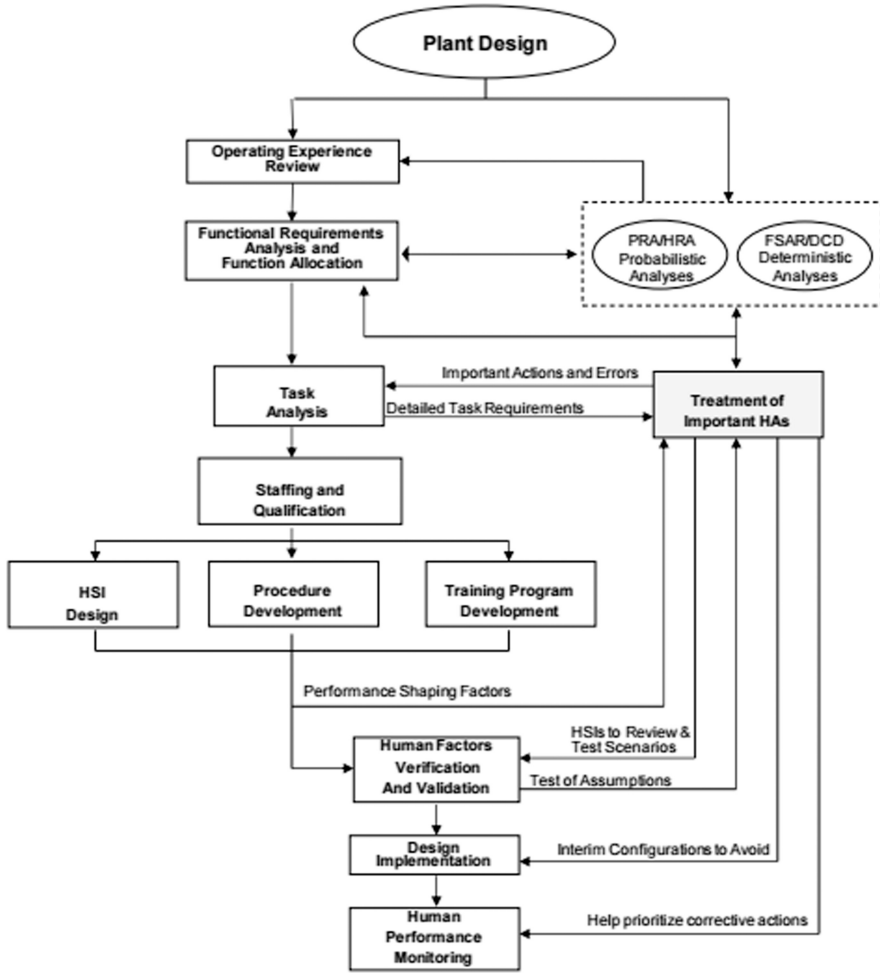 Plant Design
Operating Experience
Review
Functional Requirements
Analysis and
Function Allocation
PRA/HRA
Probabilistic
Analyses
FSAR/DCD
Deterministic
Analyses
Important Actions and Errors
Task
Analysis
Detailed Task Requirements
Treatment of
Important HAs
Staffing and
Qualification
HSI
Design
Procedure
Development
Training Program
Development
Performance Shaping Factors
HSIs to Review &
Test Scenarios
Human Factors
Verification
And Validation
Test of Assumptions
Design
Implementation
Interim Configurations to Avoid
Human
Performance
Monitoring
Help prioritize corrective actions